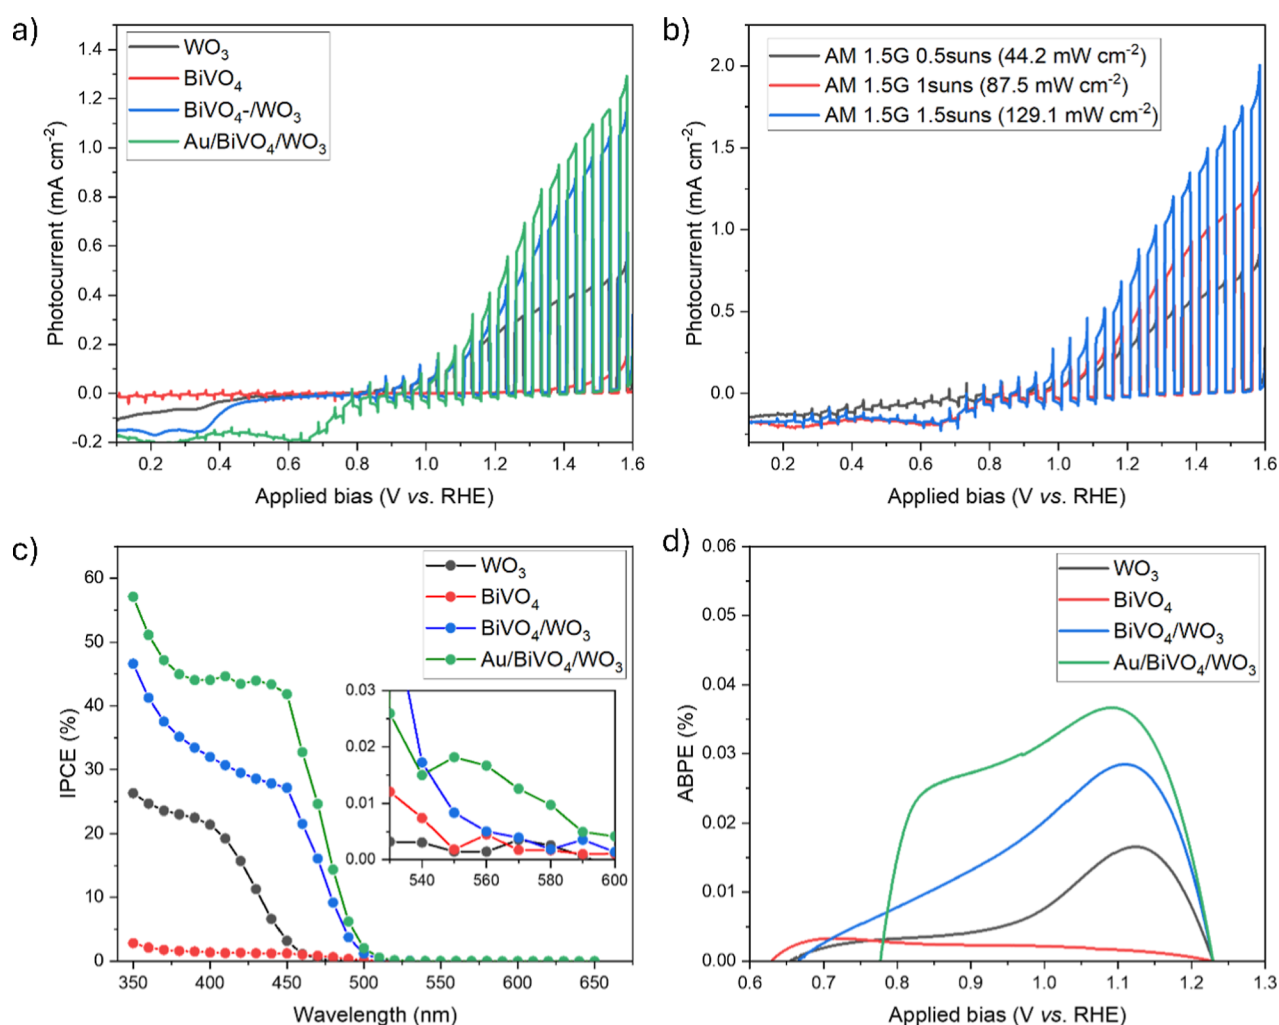 a)
WO3
BiVO4
BiVO4-/WO3
Au/BiVO4/WO3
1.4
1.2
1.0
0.8
0.6
0.4
0.2
0.0
-0.2
Photocurrent (mA cm-2)
0.2 0.4 0.6 0.8 1.0 1.2 1.4 1.6
Applied bias (V vs. RHE)
b)
AM 1.5G 0.5suns (44.2 mW cm-2)
AM 1.5G 1suns (87.5 mW cm-2)
AM 1.5G 1.5suns (129.1 mW cm-2)
2.0
1.5
1.0
0.5
0.0
Photocurrent (mA cm-2)
0.2 0.4 0.6 0.8 1.0 1.2 1.4 1.6
Applied bias (V vs. RHE)
c)
WO3
BiVO4
BiVO4/WO3
Au/BiVO4/WO3
60
50
40
30
20
10
0
IPCE (%)
0.03
0.02
0.01
0.00
540 560 580 600
350 400 450 500 550 600 650
Wavelength (nm)
d)
WO3
BiVO4
BiVO4/WO3
Au/BiVO4/WO3
0.06
0.05
0.04
0.03
0.02
0.01
0.00
ABPE (%)
0.6 0.7 0.8 0.9 1.0 1.1 1.2 1.3
Applied bias (V vs. RHE)